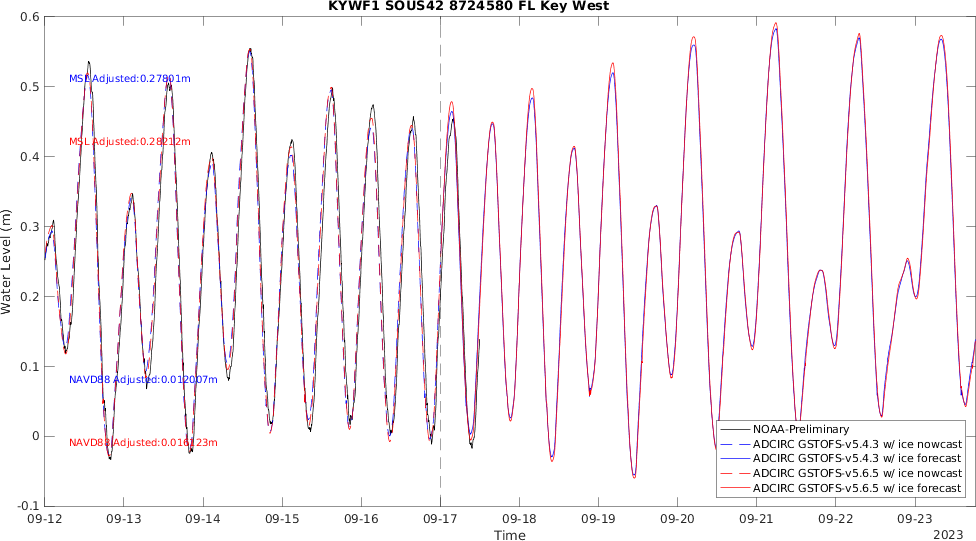 KYWF1 SOUS42 8724580 FL Key West
0.6
0.5
0.4
0.3
0.2
0.1
0
-0.1
Water Level (m)
MSL Adjusted:0.27801m
MSL Adjusted:0.28212m
NAVD88 Adjusted:0.012007m
NAVD88 Adjusted:0.016123m
NOAA-Preliminary
ADCIRC GSTOFS-v5.4.3 w/ ice nowcast
ADCIRC GSTOFS-v5.4.3 w/ ice forecast
ADCIRC GSTOFS-v5.6.5 w/ ice nowcast
ADCIRC GSTOFS-v5.6.5 w/ ice forecast
09-12 09-13 09-14 09-15 09-16 09-17 09-18 09-19 09-20 09-21 09-22 09-23
Time
2023